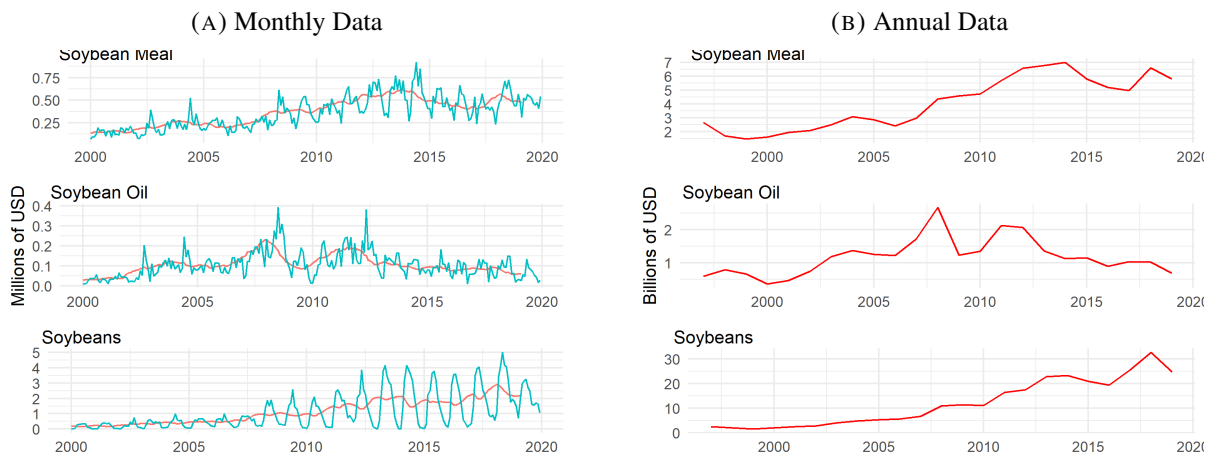 (A) Monthly Data
Soybean Meal
0.75
0.50
0.25
2000 2005 2010 2015 2020
Millions of USD
Soybean Oil
0.4
0.3
0.2
0.1
0.0
2000 2005 2010 2015 2020
Soybeans
5
4
3
2
1
0
2000 2005 2010 2015 2020
(B) Annual Data
Soybean Meal
7
6
5
4
3
2
2000 2005 2010 2015 2020
Billions of USD
Soybean Oil
2
1
2000 2005 2010 2015 2020
Soybeans
30
20
10
0
2000 2005 2010 2015 2020